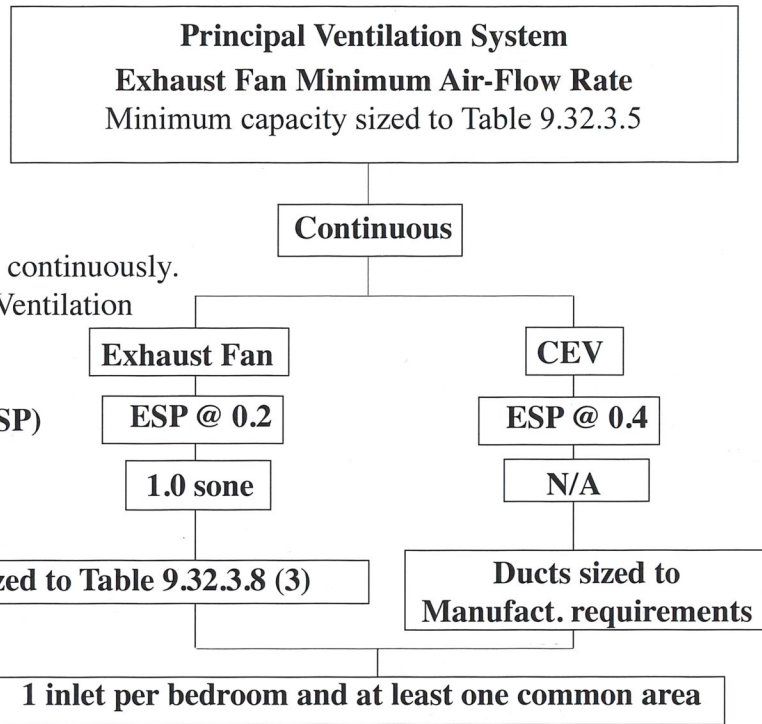 Principal Ventilation System
Exhaust Fan Minimum Air-Flow Rate
Minimum capacity sized to Table 9.32.3.5
Continuous
continuously.
Ventilation
Exhaust Fan
CEV
SP)
ESP @ 0.2
ESP @ 0.4
1.0 sone
N/A
zed to Table 9.32.3.8 (3)
Ducts sized to
Manufact. requirements
1 inlet per bedroom and at least one common area